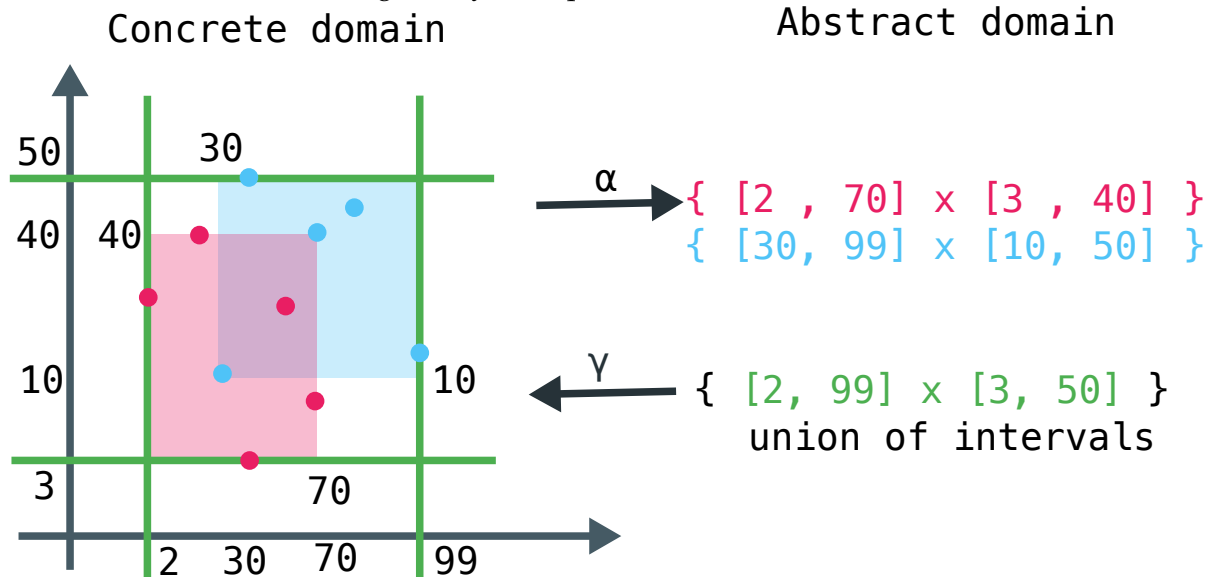 Concrete domain
Abstract domain
50
30
α
{ [2 , 70] x [3 , 40] }
40
40
{ [30, 99] x [10, 50] }
10
10
γ
{ [2, 99] x [3, 50] }
union of intervals
3
70
2
30
70
99